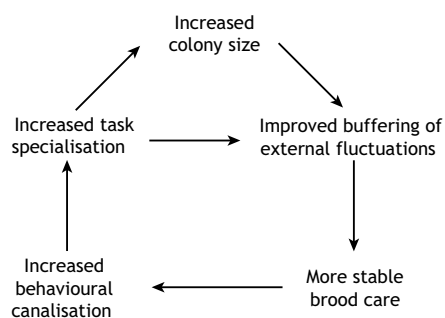 Increased
colony size
Increased task
specialisation
Improved buffering of
external fluctuations
Increased
behavioural
canalisation
More stable
brood care